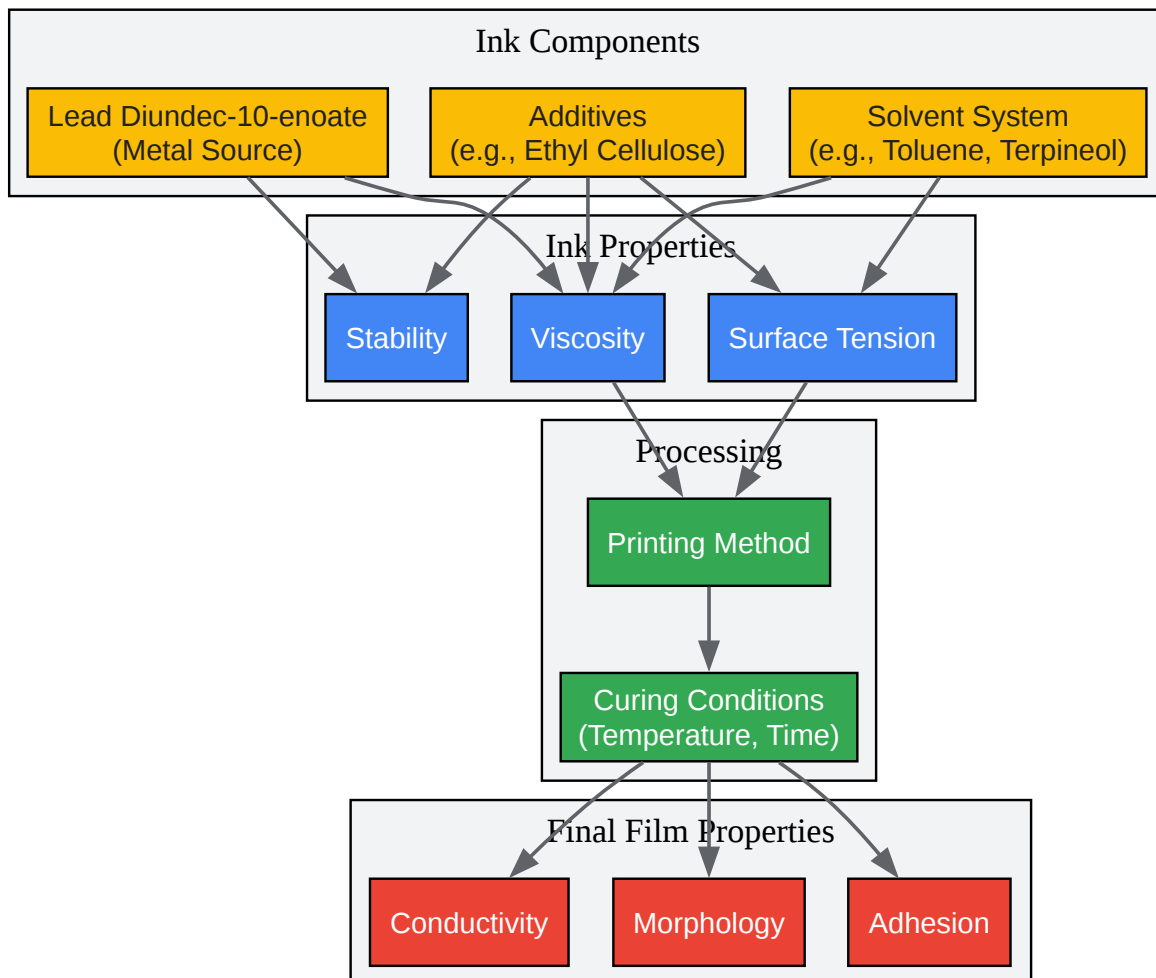 Ink Components
Lead Diundec-10-enoate
(Metal Source)
Additives
(e.g., Ethyl Cellulose)
Solvent System
(e.g., Toluene, Terpineol)
Ink Properties
Stability
Viscosity
Surface Tension
Processing
Printing Method
Curing Conditions
(Temperature, Time)
Final Film Properties
Conductivity
Morphology
Adhesion